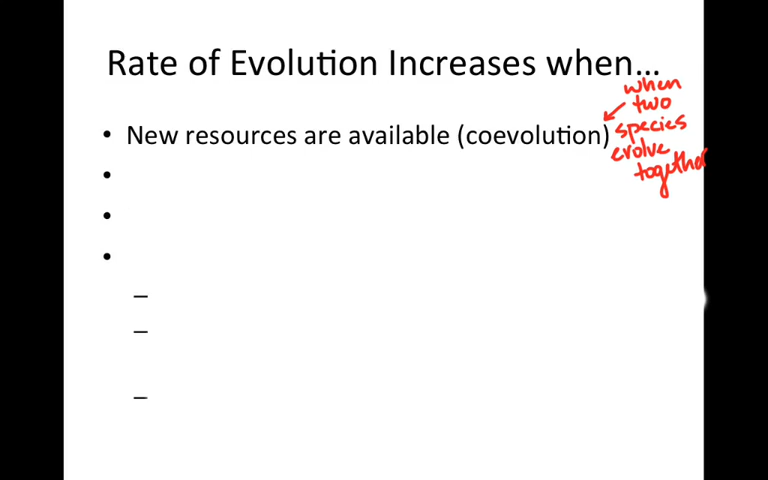 Rate of Evolution Increases when...
• New resources are available (coevolution)
when
two
species
evolve
together
•
•
•
–
–
–